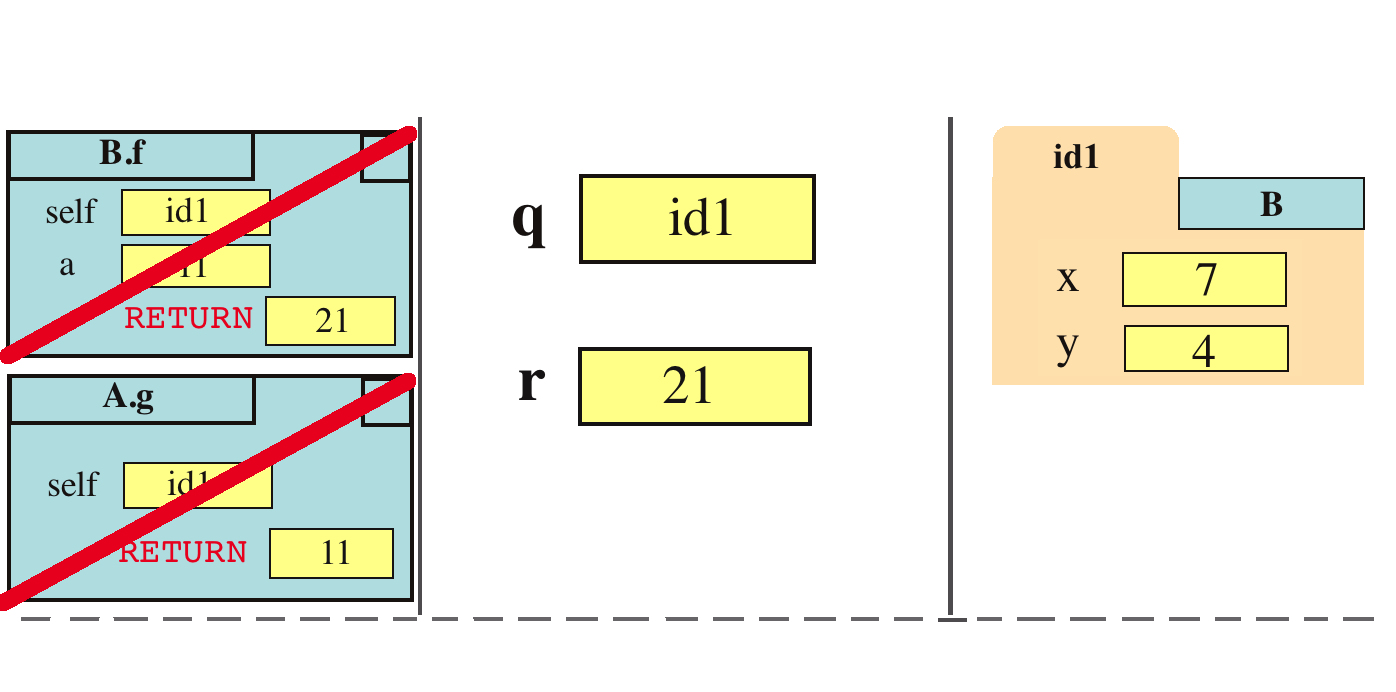 B.f
self id1
a 11
RETURN 21
A.g
self id1
RETURN 11
q id1
r 21
id1
B
x 7
y 4